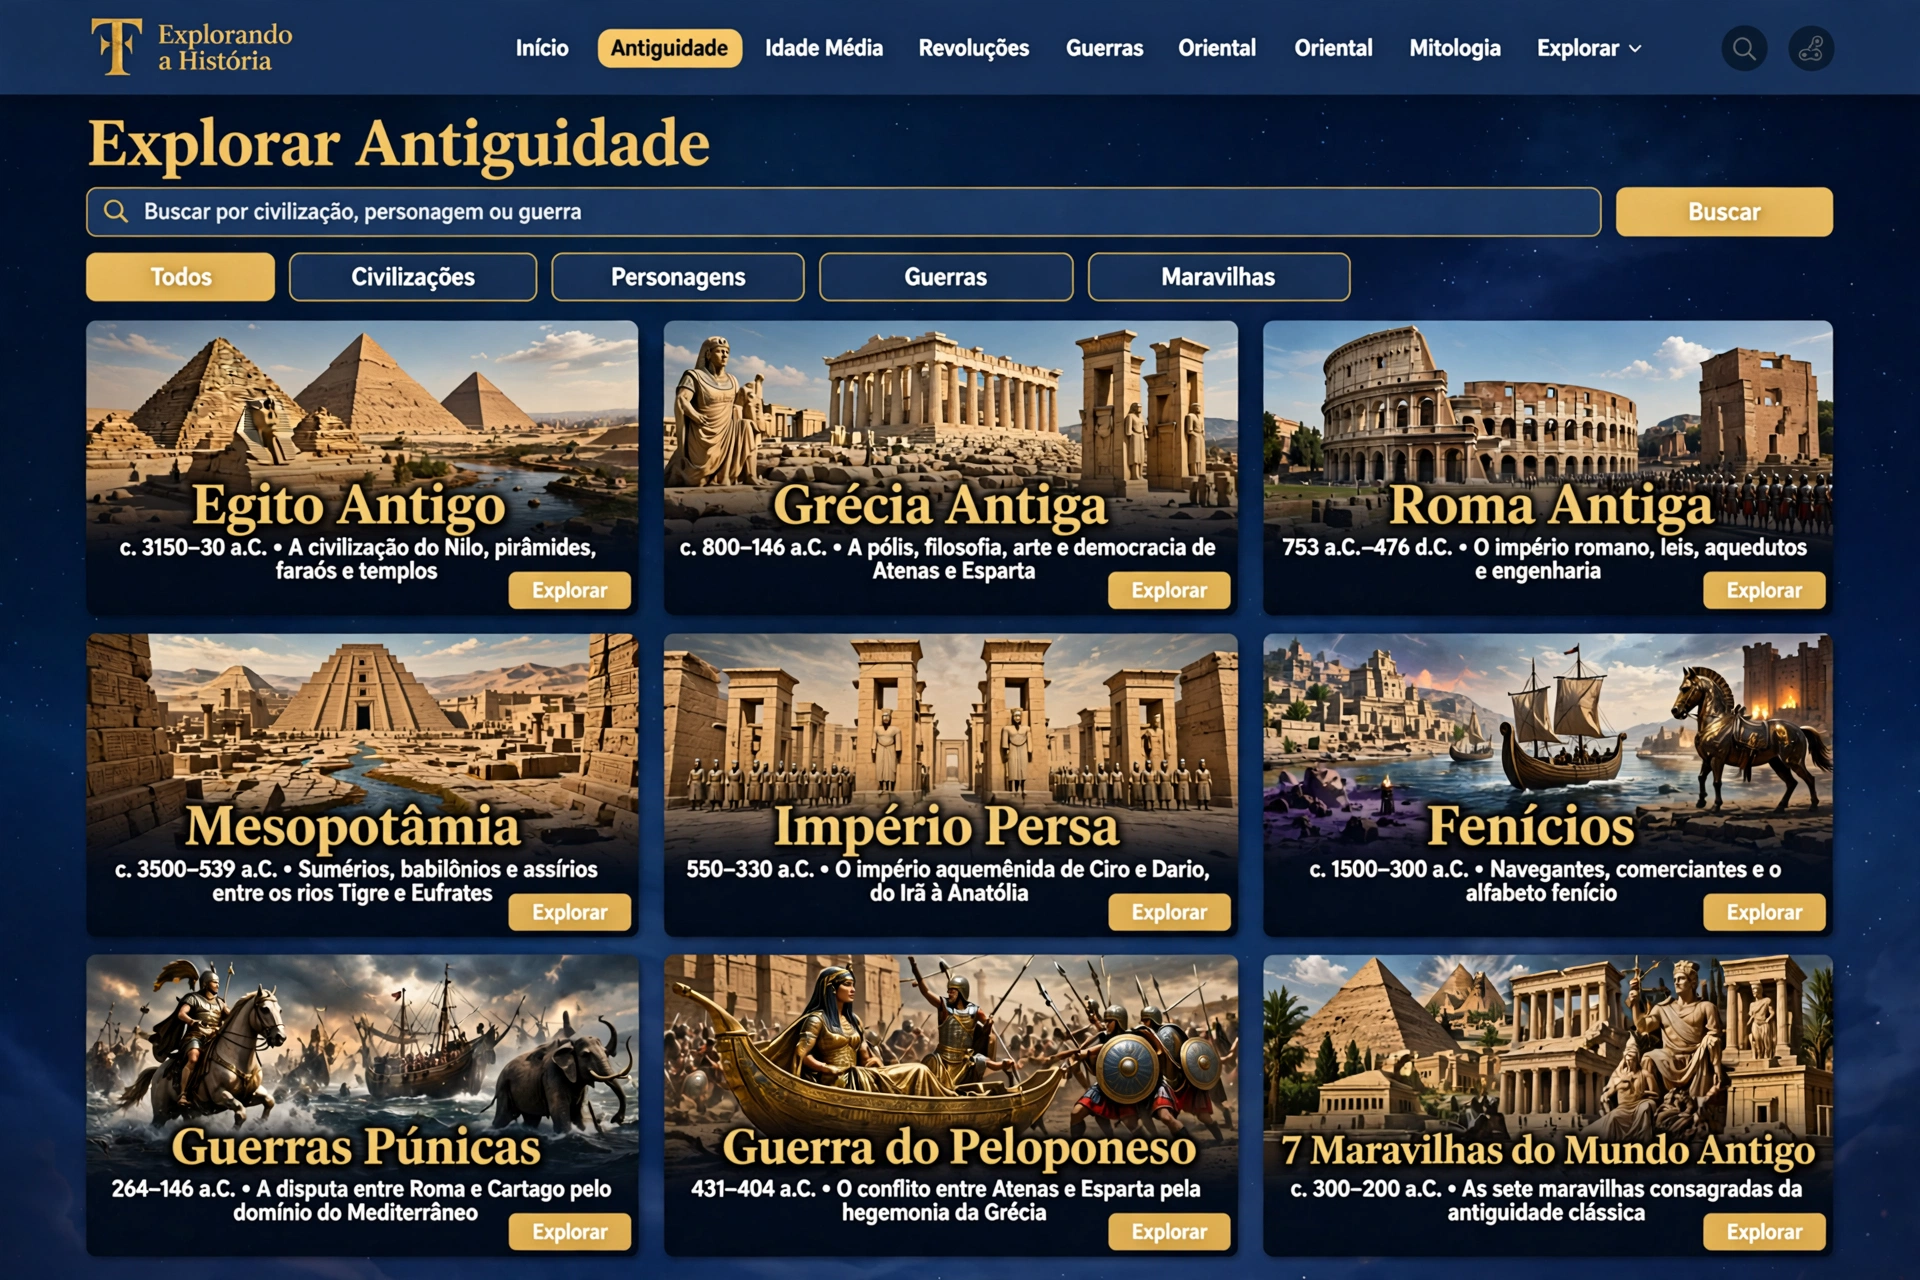 Explorando
a História
Início
Antiguidade
Idade Média
Revoluções
Guerras
Oriental
Oriental
Mitologia
Explorar
Explorar Antiguidade
Buscar por civilização, personagem ou guerra
Buscar
Todos
Civilizações
Personagens
Guerras
Maravilhas
Egito Antigo
c. 3150–30 a.C. • A civilização do Nilo, pirâmides,
faraós e templos
Explorar
Grécia Antiga
c. 800–146 a.C. • A pólis, filosofia, arte e democracia de
Atenas e Esparta
Explorar
Roma Antiga
753 a.C.–476 d.C. • O império romano, leis, aquedutos
e engenharia
Explorar
Mesopotâmia
c. 3500–539 a.C. • Sumérios, babilônios e assírios
entre os rios Tigre e Eufrates
Explorar
Império Persa
550–330 a.C. • O império aquemênida de Ciro e Dario,
do Irã à Anatólia
Explorar
Fenícios
c. 1500–300 a.C. • Navegantes, comerciantes e o
alfabeto fenício
Explorar
Guerras Púnicas
264–146 a.C. • A disputa entre Roma e Cartago pelo
domínio do Mediterrâneo
Explorar
Guerra do Peloponeso
431–404 a.C. • O conflito entre Atenas e Esparta pela
hegemonia da Grécia
Explorar
7 Maravilhas do Mundo Antigo
c. 300–200 a.C. • As sete maravilhas consagradas da
antiguidade clássica
Explorar